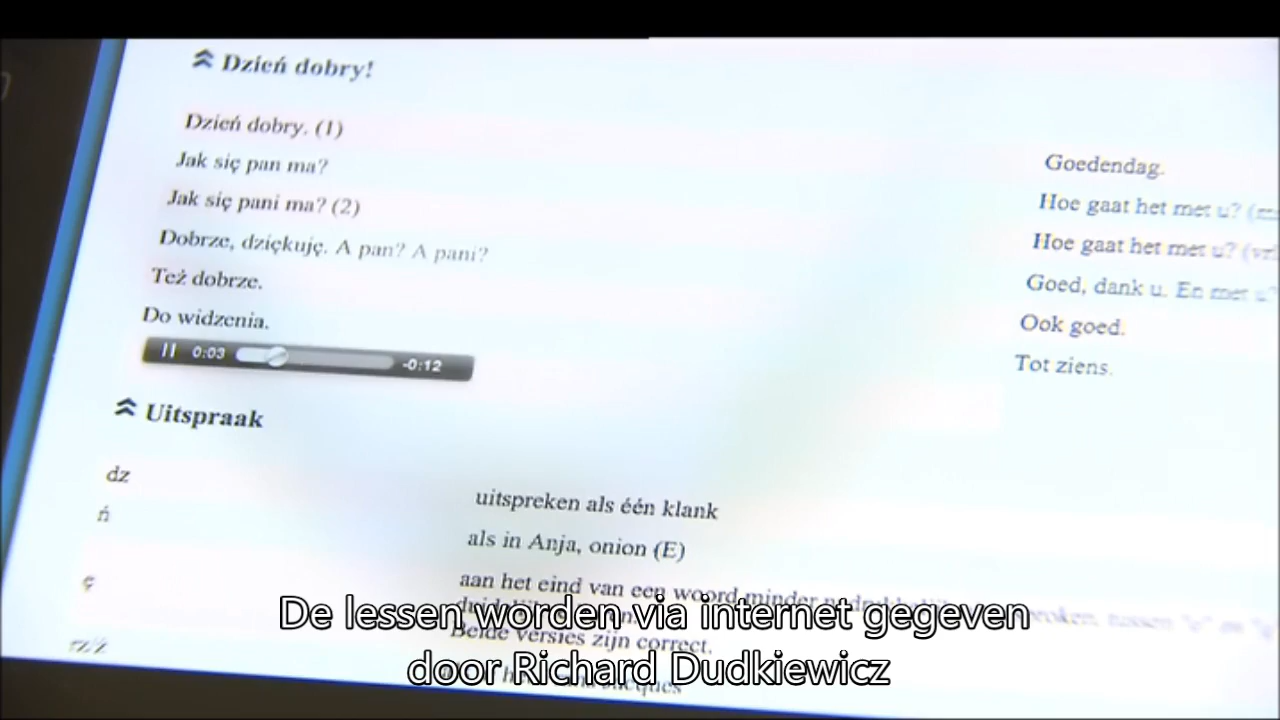 Dzień dobry!
Dzień dobry. (1)
Goedendag.
Jak się pan ma?
Hoe gaat het met u?
Jak się pani ma? (2)
Hoe gaat het met u?
Dobrze, dziękuję. A pan? A pani?
Goed, dank u. En met u?
Też dobrze.
Ook goed.
Do widzenia.
Tot ziens.
0:03
-0:12
Uitspraak
dz
uitspreken als één klank
ń
als in Anja, onion (E)
ę
aan het eind van een woord minder
Beide versies zijn correct.
rz/ż
De lessen worden via internet gegeven
door Richard Dudkiewicz